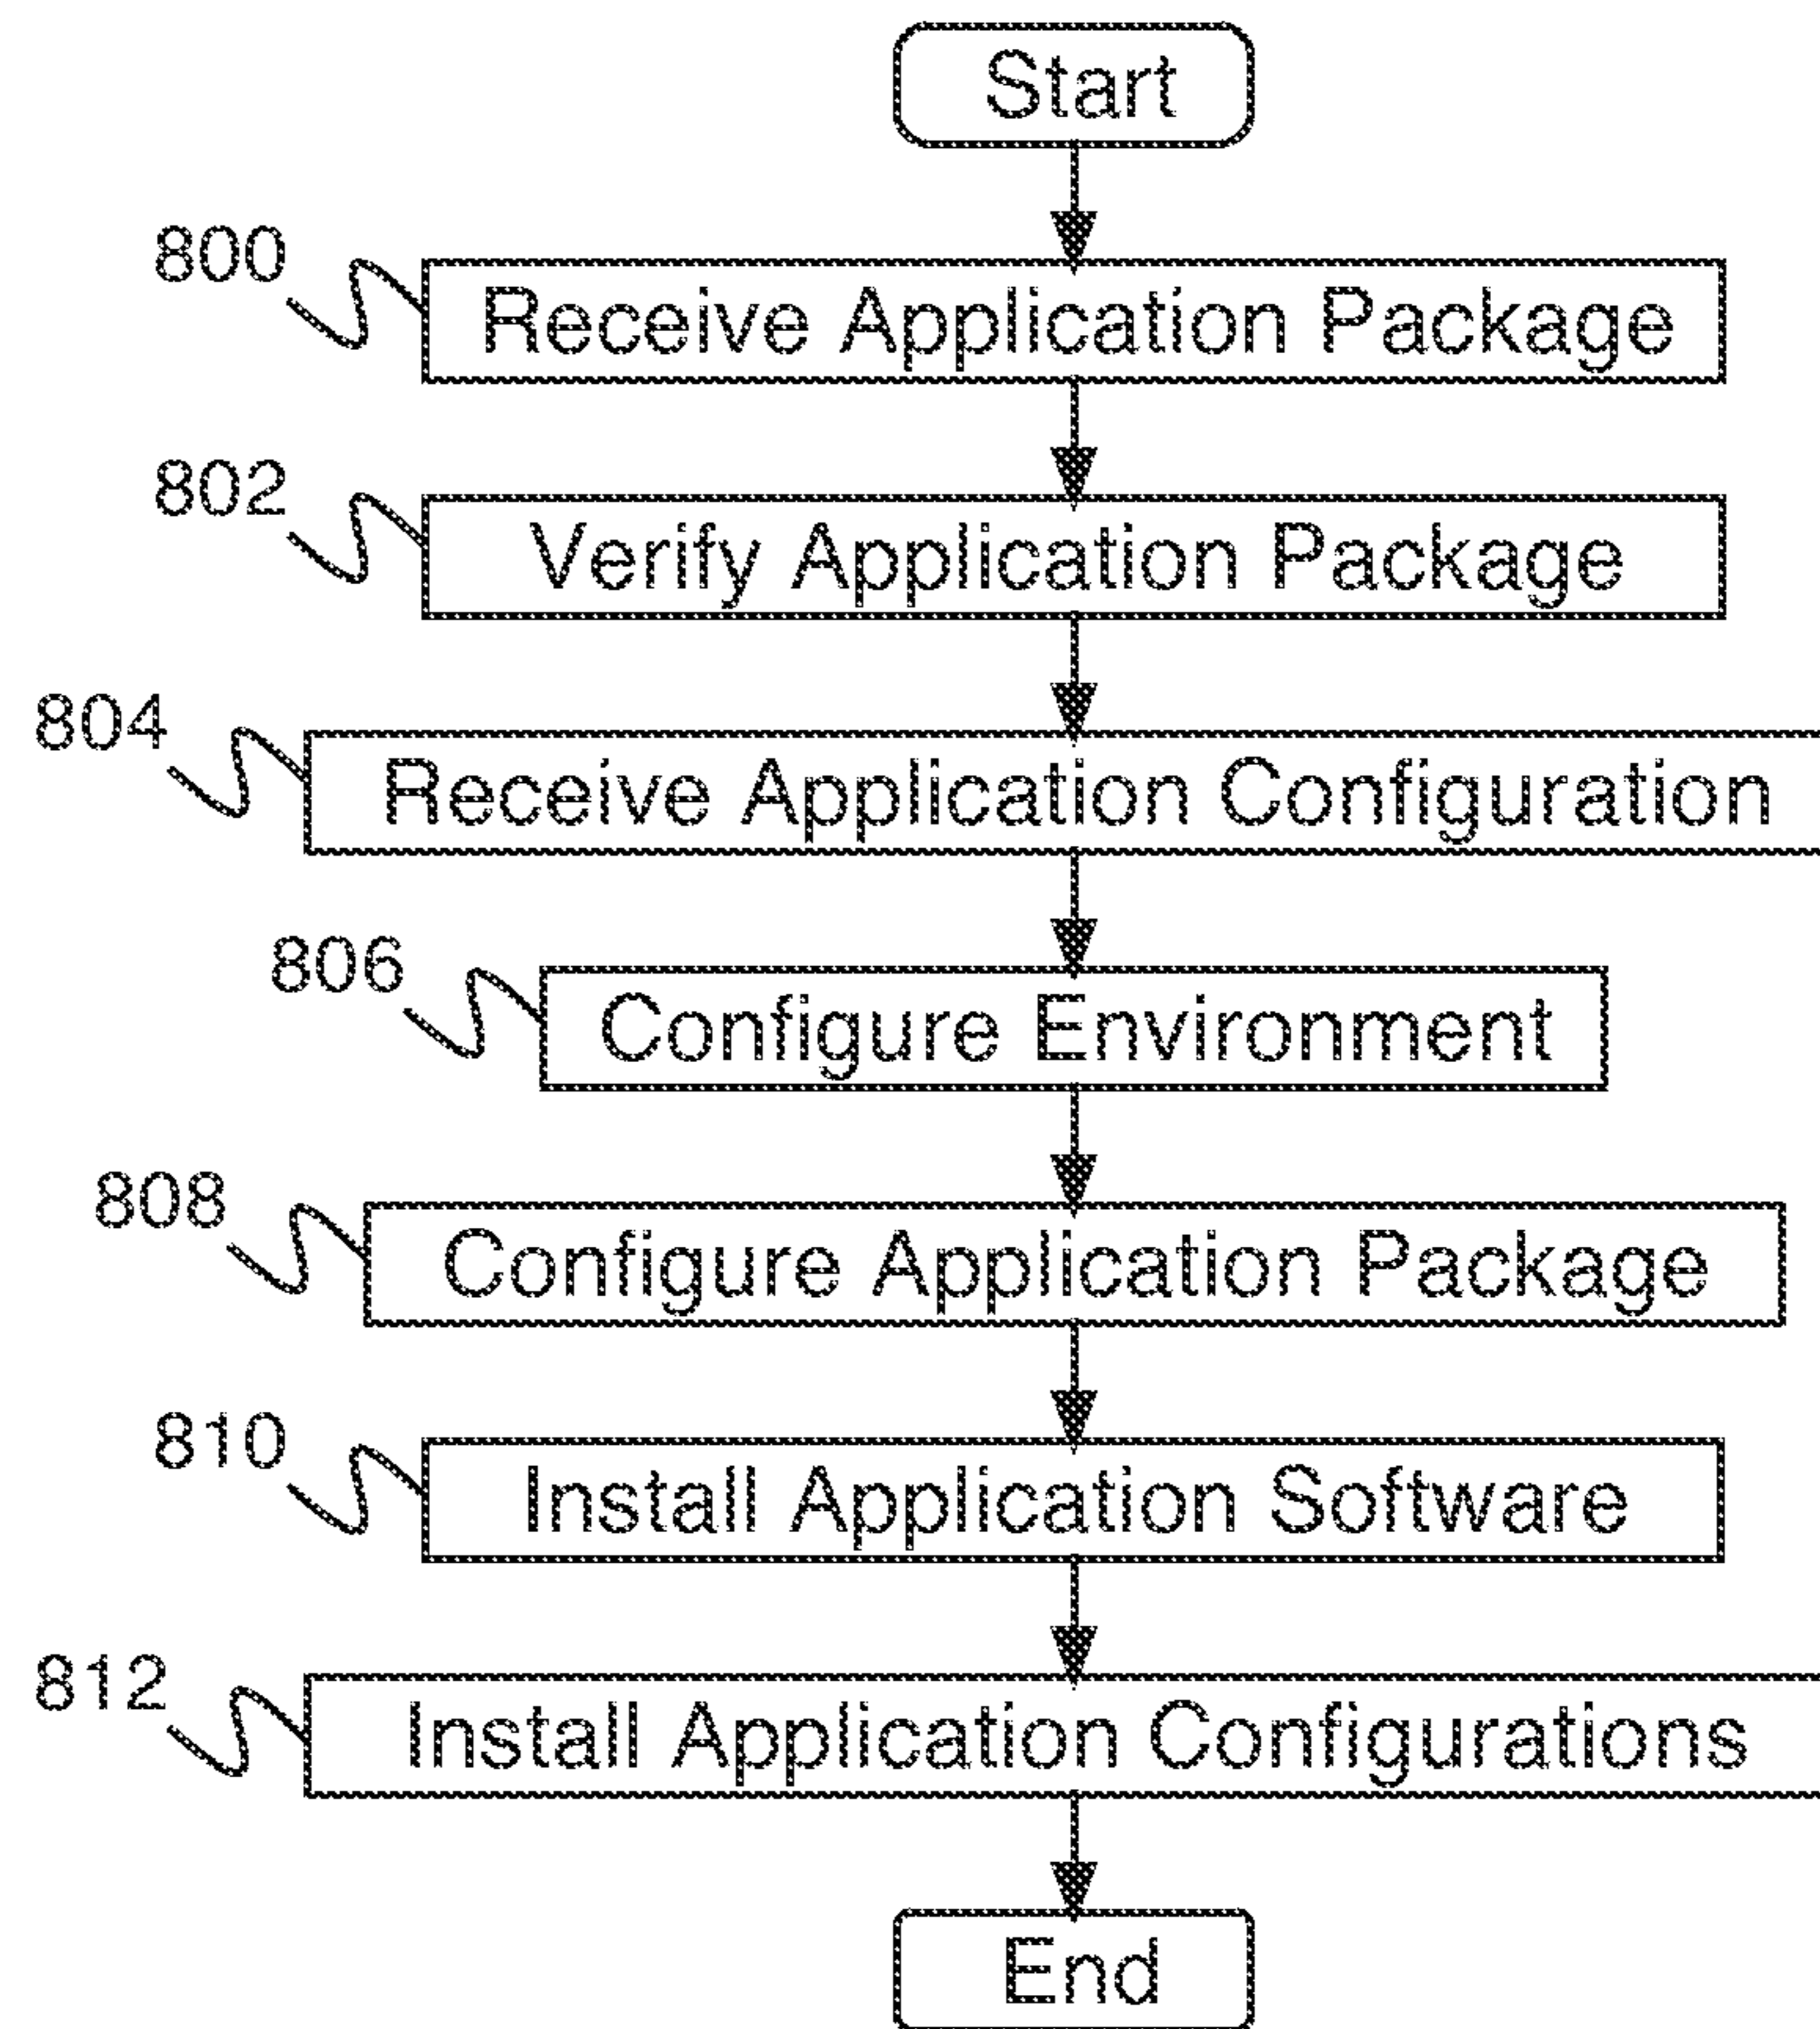 Start
800
Receive Application Package
802
Verify Application Package
804
Receive Application Configuration
806
Configure Environment
808
Configure Application Package
810
Install Application Software
812
Install Application Configurations
End